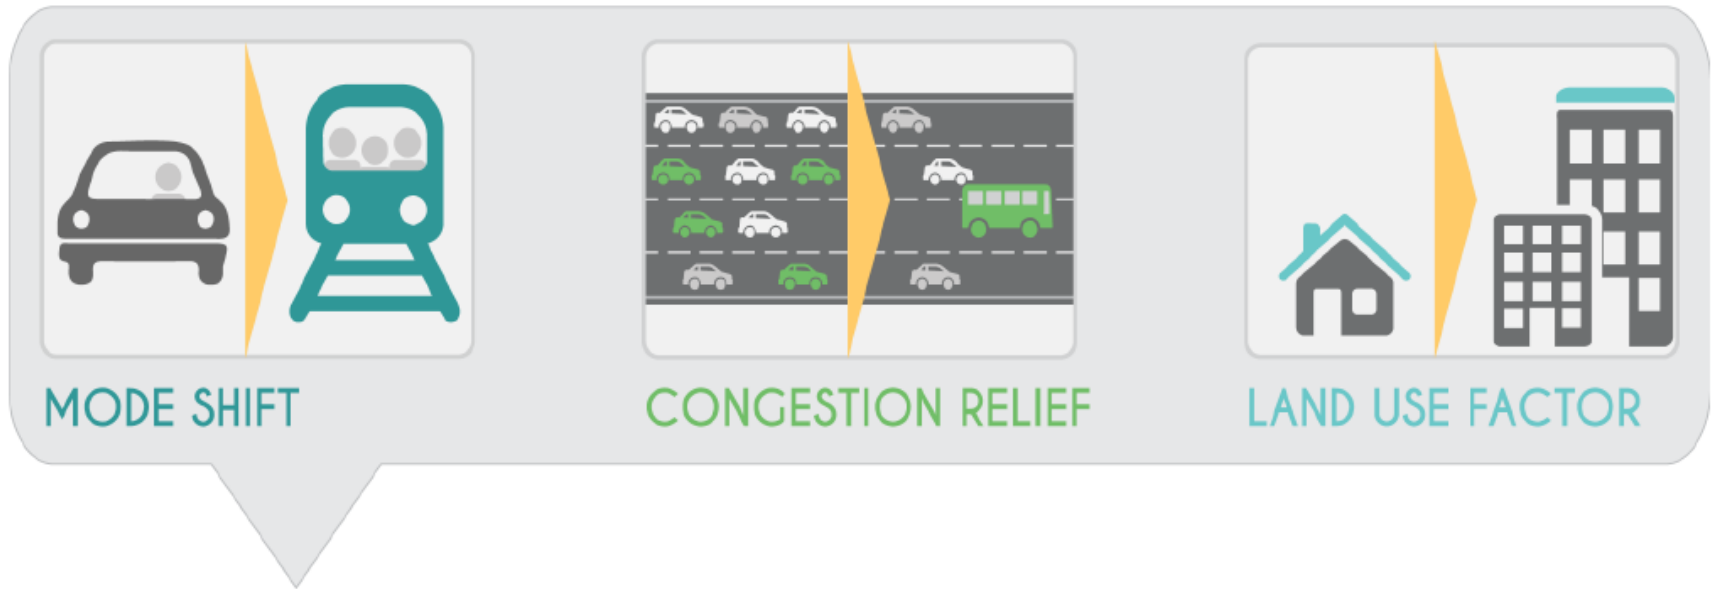 MODE SHIFT
CONGESTION RELIEF
LAND USE FACTOR